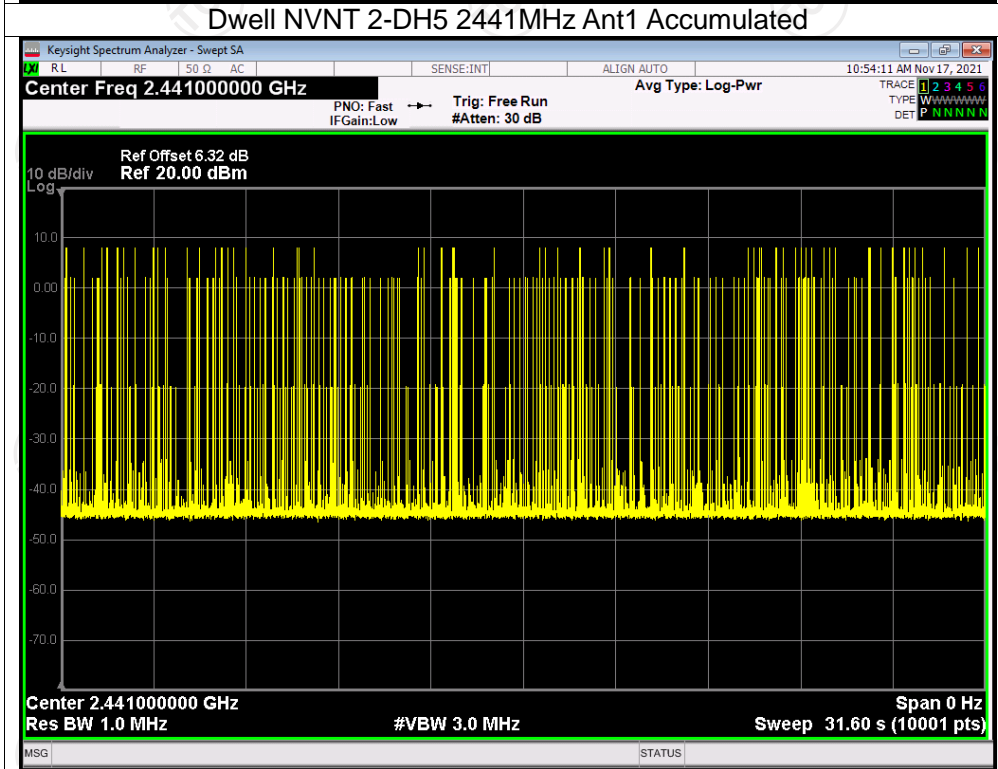 Dwell NVNT 2-DH5 2441MHz Ant1 Accumulated
Keysight Spectrum Analyzer - Swept SA
LXI RL RF 50 Ω AC SENSE:INT ALIGN AUTO 10:54:11 AM Nov 17, 2021
Center Freq 2.441000000 GHz Avg Type: Log-Pwr TRACE 1 2 3 4 5 6
PNO: Fast Trig: Free Run TYPE WWWWWW
IFGain:Low #Atten: 30 dB DET P N N N N N
Ref Offset 6.32 dB
10 dB/div Ref 20.00 dBm
Log
10.0
0.00
-10.0
-20.0
-30.0
-40.0
-50.0
-60.0
-70.0
Center 2.441000000 GHz Span 0 Hz
Res BW 1.0 MHz #VBW 3.0 MHz Sweep 31.60 s (10001 pts)
MSG STATUS